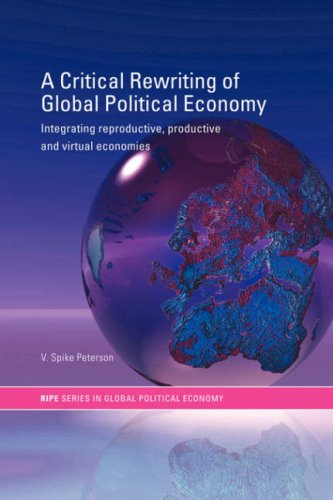 A Critical Rewriting of
Global Political Economy
Integrating reproductive, productive
and virtual economies
V. Spike Peterson
RIPE SERIES IN GLOBAL POLITICAL ECONOMY